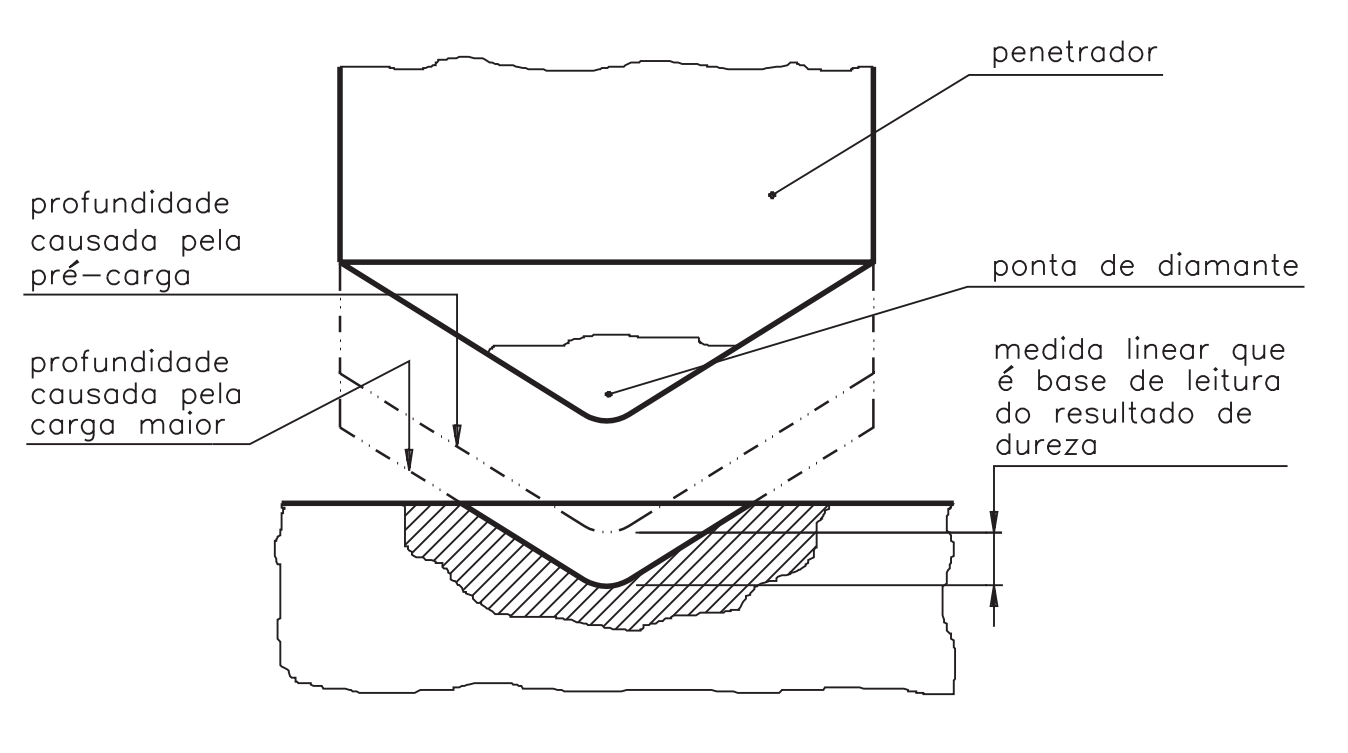 penetrador
profundidade
causada pela
pré-carga
ponta de diamante
profundidade
causada pela
carga maior
medida linear que
é base de leitura
do resultado de
dureza